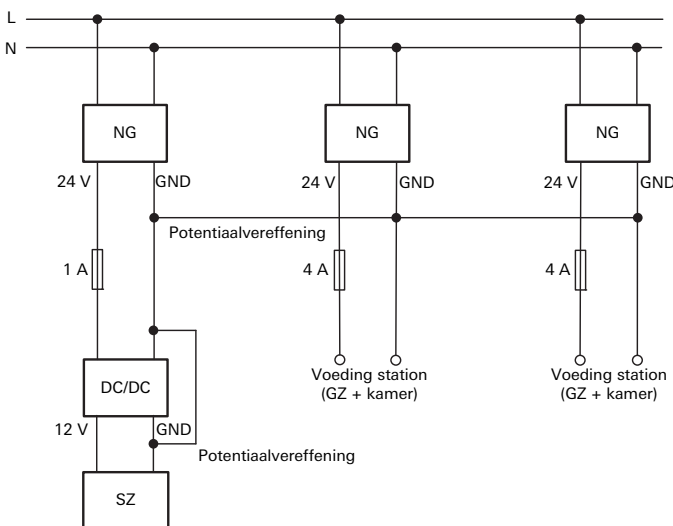 L
N
NG
NG
NG
24 V
GND
24 V
GND
24 V
GND
Potentiaalvereffening
1 A
4 A
4 A
Voeding station
(GZ + kamer)
Voeding station
(GZ + kamer)
DC/DC
12 V
GND
Potentiaalvereffening
SZ